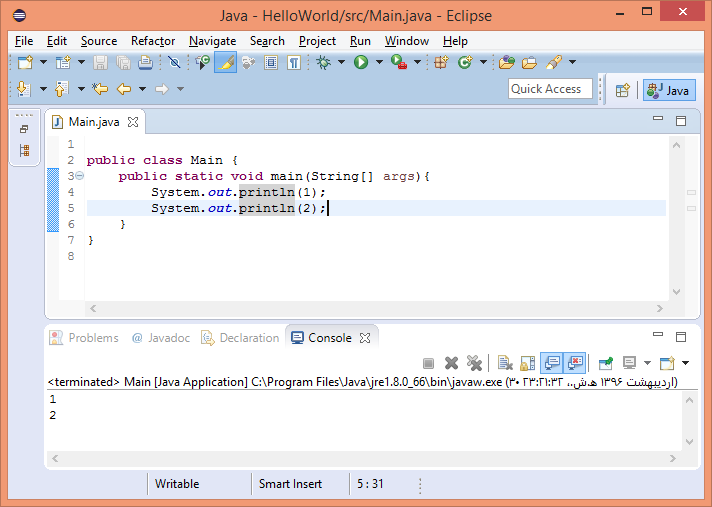 Java - HelloWorld/src/Main.java - Eclipse
File Edit Source Refactor Navigate Search Project Run Window Help
Quick Access Java
Main.java
1
2 public class Main {
3 public static void main(String[] args){
4 System.out.println(1);
5 System.out.println(2);
6 }
7 }
8
Problems @ Javadoc Declaration Console
<terminated> Main [Java Application] C:\Program Files\Java\jre1.8.0_66\bin\javaw.exe (۳۰ اردیبهشت ۱۳۹۶ ه‍.ش.،‏ ۲۳:۲۱:۳۲)
1
2
Writable Smart Insert 5 : 31